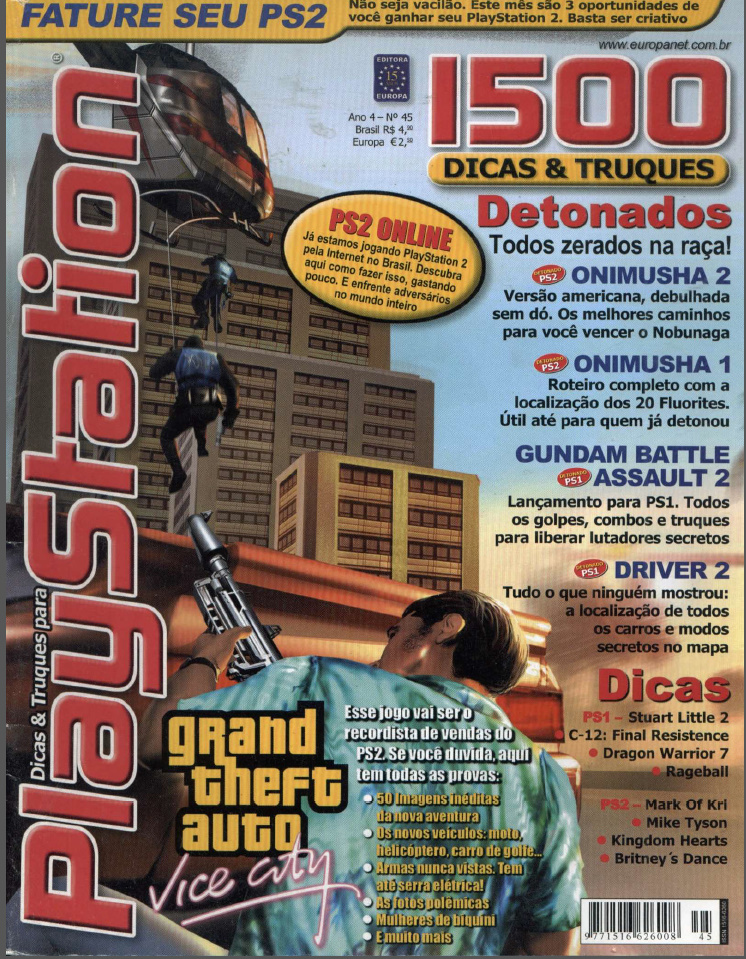 FATURE SEU PS2
Não seja vacilão. Este mês são 3 oportunidades de
você ganhar seu PlayStation 2. Basta ser criativo
www.europanet.com.br
EDITORA
15
EUROPA
Ano 4 – Nº 45
Brasil R$ 4,90
Europa € 2,50
1500
DICAS & TRUQUES
Dicas & Truques para
PlayStation
®
PS2 ONLINE
Já estamos jogando PlayStation 2
pela Internet no Brasil. Descubra
aqui como fazer isso, gastando
pouco. E enfrente adversários
no mundo inteiro
Detonados
Todos zerados na raça!
DETONADO
PS2
ONIMUSHA 2
Versão americana, debulhada
sem dó. Os melhores caminhos
para você vencer o Nobunaga
DETONADO
PS2
ONIMUSHA 1
Roteiro completo com a
localização dos 20 Fluorites.
Útil até para quem já detonou
GUNDAM BATTLE
DETONADO
PS1
ASSAULT 2
Lançamento para PS1. Todos
os golpes, combos e truques
para liberar lutadores secretos
DETONADO
PS1
DRIVER 2
Tudo o que ninguém mostrou:
a localização de todos
os carros e modos
secretos no mapa
Dicas
PS1 – Stuart Little 2
• C-12: Final Resistence
• Dragon Warrior 7
• Rageball
PS2 – Mark Of Kri
• Mike Tyson
• Kingdom Hearts
• Britney´s Dance
grand
theft
auto
Vice City
Esse jogo vai ser o
recordista de vendas do
PS2. Se você duvida, aqui
tem todas as provas:
• 50 Imagens inéditas
da nova aventura
• Os novos veículos: moto,
helicóptero, carro de golfe...
• Armas nunca vistas. Tem
até serra elétrica!
• As fotos polêmicas
• Mulheres de biquíni
• E muito mais
9 771516 626008
45